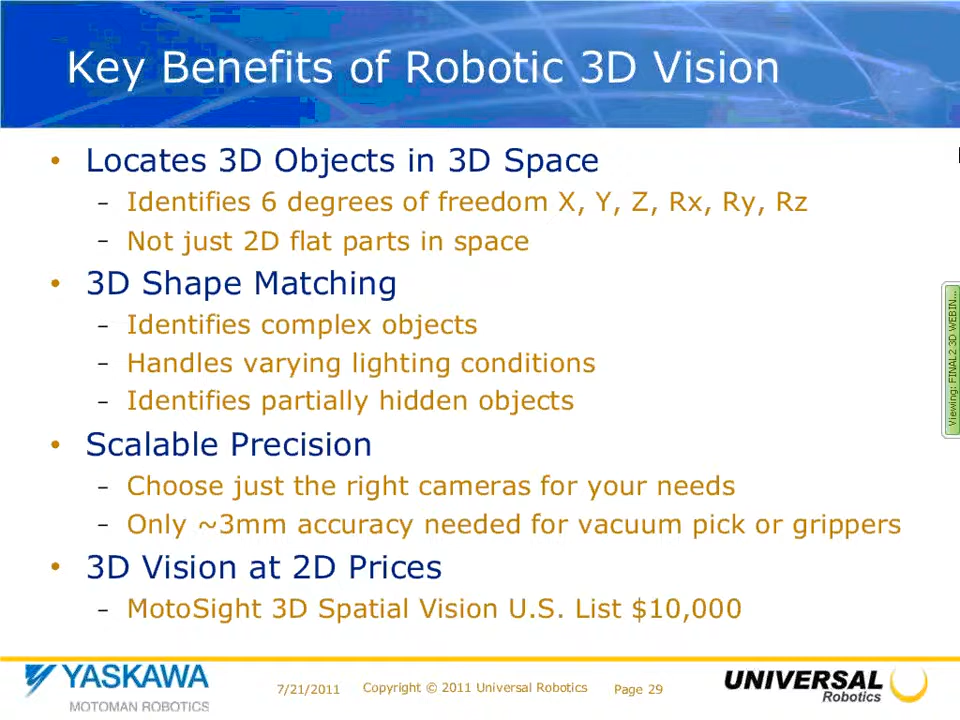 Key Benefits of Robotic 3D Vision
• Locates 3D Objects in 3D Space
– Identifies 6 degrees of freedom X, Y, Z, Rx, Ry, Rz
– Not just 2D flat parts in space
• 3D Shape Matching
– Identifies complex objects
– Handles varying lighting conditions
– Identifies partially hidden objects
• Scalable Precision
– Choose just the right cameras for your needs
– Only ~3mm accuracy needed for vacuum pick or grippers
• 3D Vision at 2D Prices
– MotoSight 3D Spatial Vision U.S. List $10,000
Viewing: FINAL2 3D WEBIN...
YASKAWA
MOTOMAN ROBOTICS
7/21/2011
Copyright © 2011 Universal Robotics
Page 29
UNIVERSAL
Robotics